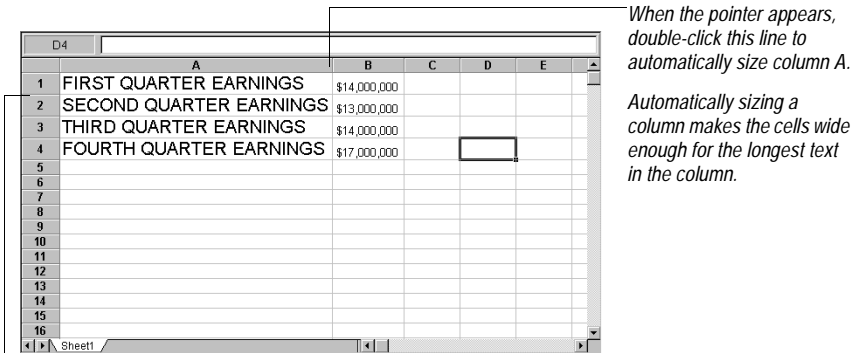 When the pointer appears,
double-click this line to
automatically size column A.
Automatically sizing a
column makes the cells wide
enough for the longest text
in the column.
D4
A B C D E
1 FIRST QUARTER EARNINGS $14,000,000
2 SECOND QUARTER EARNINGS $13,000,000
3 THIRD QUARTER EARNINGS $14,000,000
4 FOURTH QUARTER EARNINGS $17,000,000
5
6
7
8
9
10
11
12
13
14
15
16
Sheet1